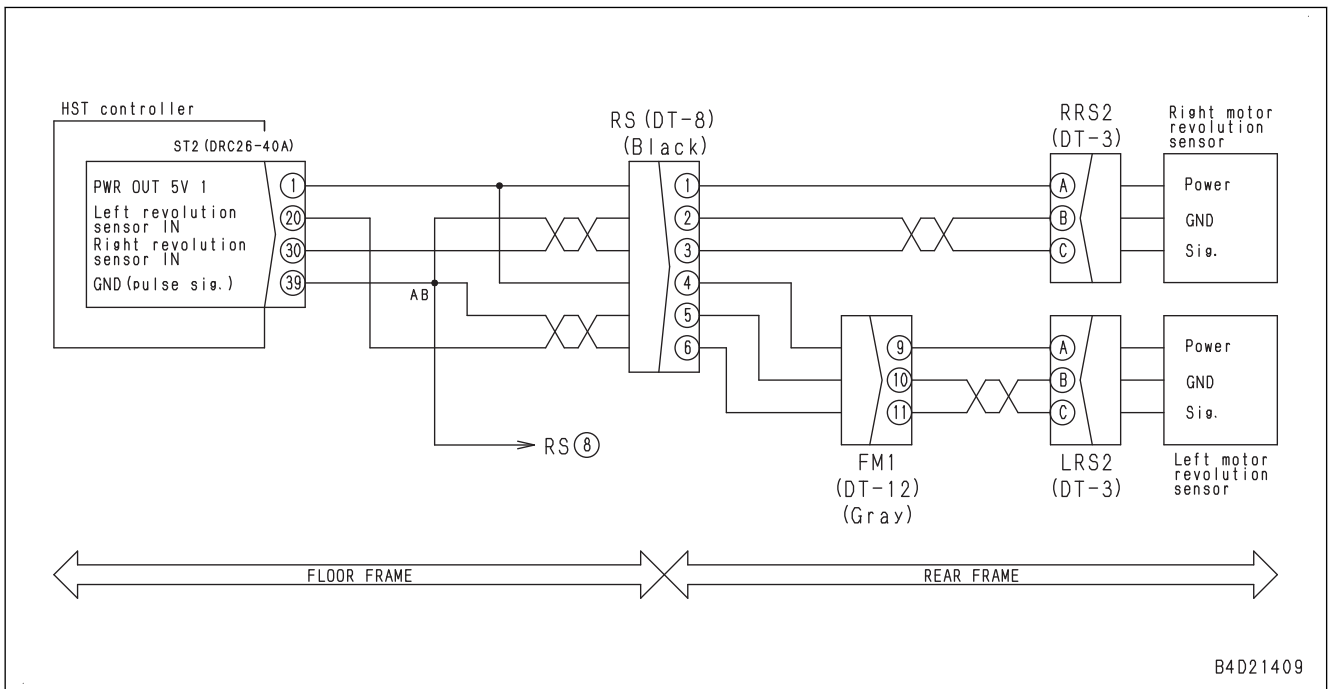 HST controller
ST2 (DRC26-40A)
PWR OUT 5V 1
1
Left revolution
sensor IN
20
Right revolution
sensor IN
30
GND (pulse sig.)
39
AB
RS 8
RS (DT-8)
(Black)
1
2
3
4
5
6
RRS2
(DT-3)
A
B
C
Right motor
revolution
sensor
Power
GND
Sig.
9
10
11
FM1
(DT-12)
(Gray)
A
B
C
LRS2
(DT-3)
Power
GND
Sig.
Left motor
revolution
sensor
FLOOR FRAME
REAR FRAME
B4D21409